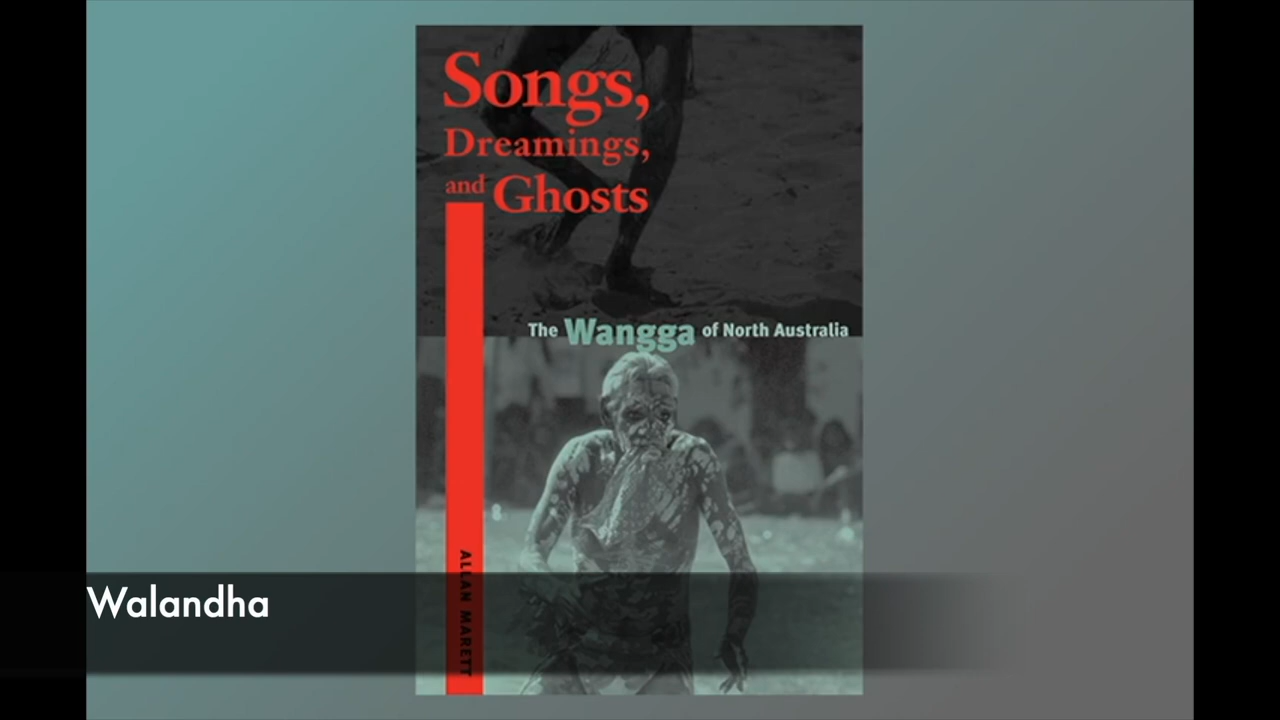 Songs,
Dreamings,
and Ghosts
The Wangga of North Australia
ALLAN MARETT
Walandha